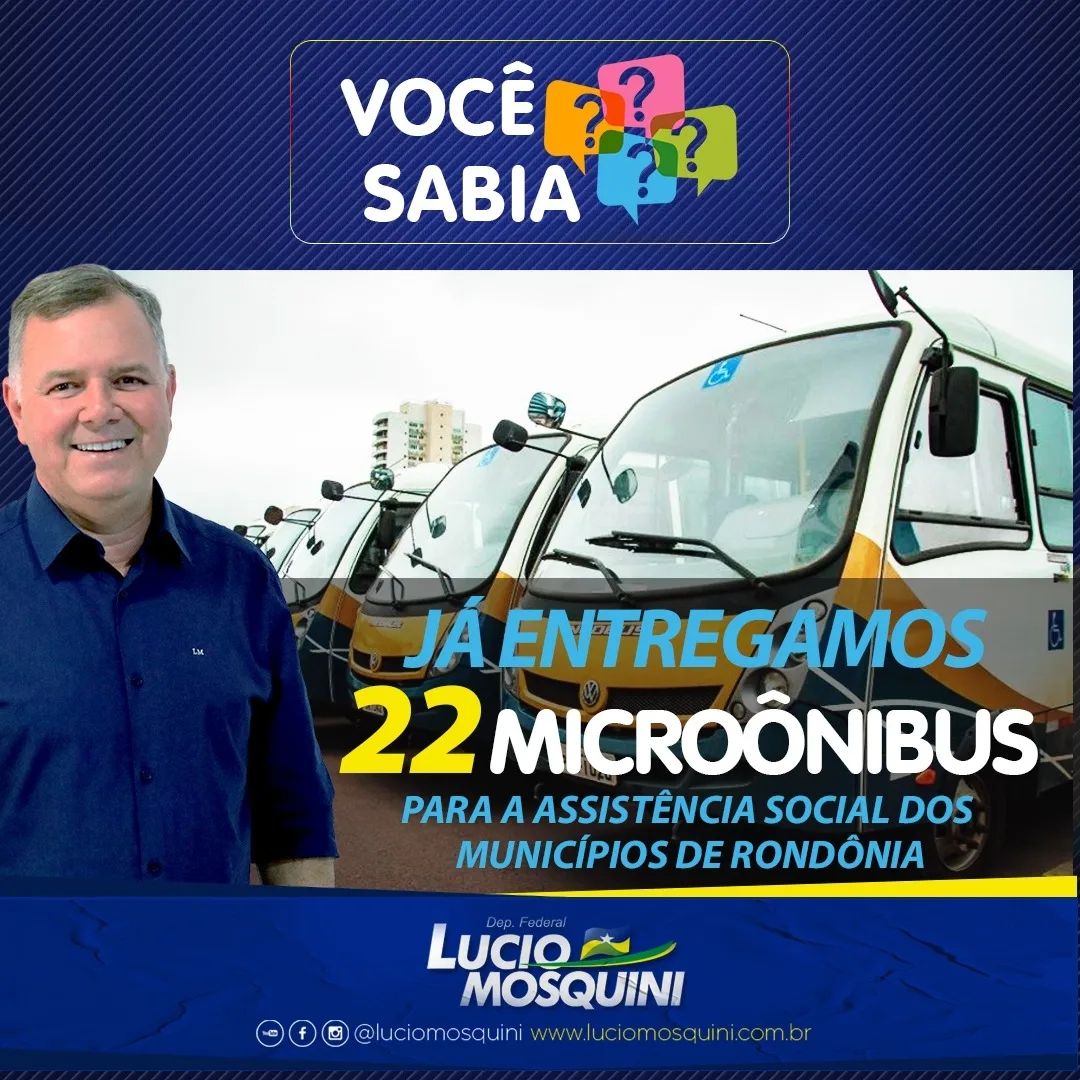 VOCÊ
SABIA
? ? ? ?
LM
JÁ ENTREGAMOS
22 MICROÔNIBUS
PARA A ASSISTÊNCIA SOCIAL DOS
MUNICÍPIOS DE RONDÔNIA
Dep. Federal
LUCIO
MOSQUINI
@luciomosquini www.luciomosquini.com.br